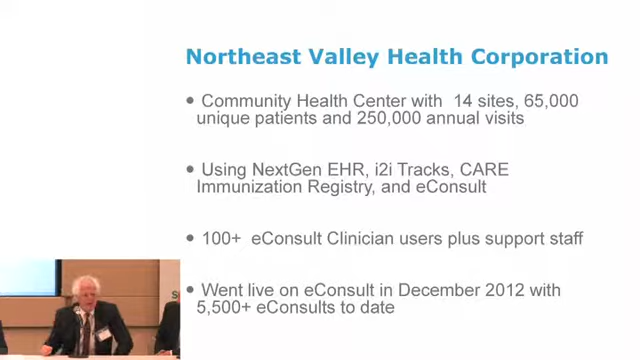 Northeast Valley Health Corporation
• Community Health Center with 14 sites, 65,000
unique patients and 250,000 annual visits
• Using NextGen EHR, i2i Tracks, CARE
Immunization Registry, and eConsult
• 100+ eConsult Clinician users plus support staff
• Went live on eConsult in December 2012 with
5,500+ eConsults to date